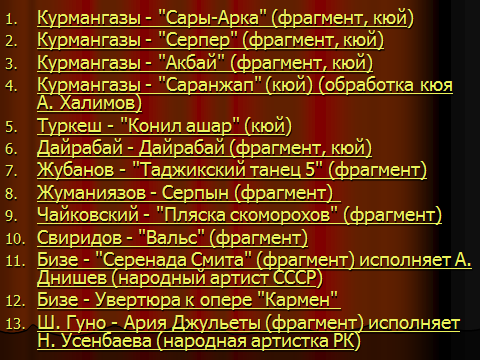 1. Курмангазы - "Сары-Арка" (фрагмент, кюй)
2. Курмангазы - "Серпер" (фрагмент, кюй)
3. Курмангазы - "Акбай" (фрагмент, кюй)
4. Курмангазы - "Саранжап" (кюй) (обработка кюя
А. Халимов)
5. Туркеш - "Конил ашар" (кюй)
6. Дайрабай - Дайрабай (фрагмент, кюй)
7. Жубанов - "Таджикский танец 5" (фрагмент)
8. Жуманиязов - Серпын (фрагмент)
9. Чайковский - "Пляска скоморохов" (фрагмент)
10. Свиридов - "Вальс" (фрагмент)
11. Бизе - "Серенада Смита" (фрагмент) исполняет А.
Днишев (народный артист СССР)
12. Бизе - Увертюра к опере "Кармен"
13. Ш. Гуно - Ария Джульеты (фрагмент) исполняет
Н. Усенбаева (народная артистка РК)